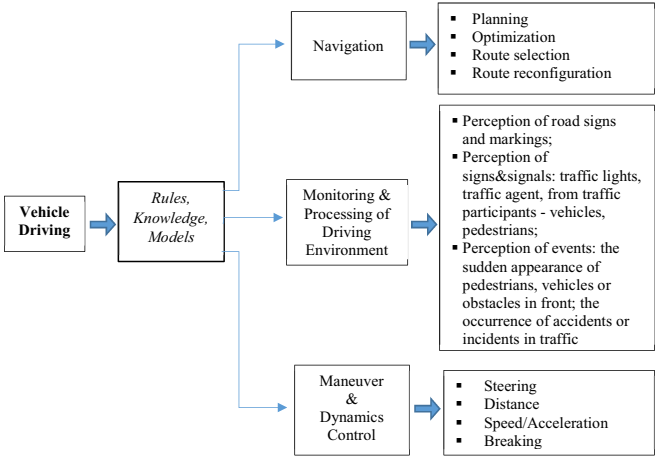 Vehicle
Driving
Rules,
Knowledge,
Models
Navigation
▪ Planning
▪ Optimization
▪ Route selection
▪ Route reconfiguration
Monitoring &
Processing of
Driving
Environment
▪ Perception of road signs
and markings;
▪ Perception of
signs&signals: traffic lights,
traffic agent, from traffic
participants - vehicles,
pedestrians;
▪ Perception of events: the
sudden appearance of
pedestrians, vehicles or
obstacles in front; the
occurrence of accidents or
incidents in traffic
Maneuver
&
Dynamics
Control
▪ Steering
▪ Distance
▪ Speed/Acceleration
▪ Breaking